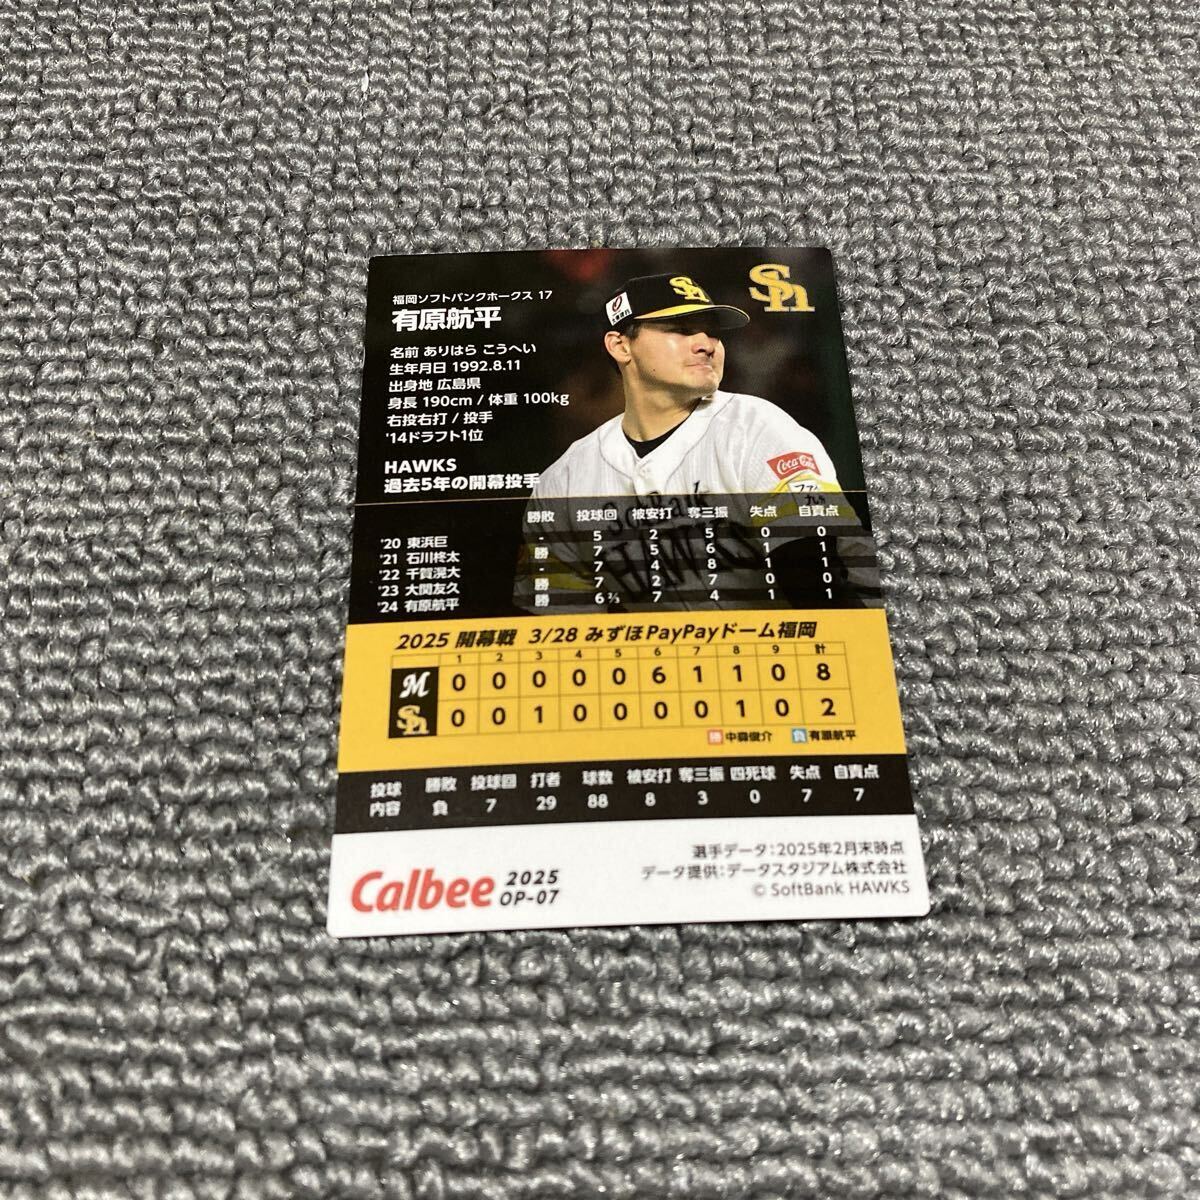 福岡ソフトバンクホークス 17
有原航平
名前 ありはら こうへい
生年月日 1992.8.11
出身地 広島県
身長 190cm / 体重 100kg
右投右打 / 投手
'14ドラフト1位
HAWKS
過去5年の開幕投手
Sh
Coca-Cola
SoftBank
HAWKS
勝敗 投球回 被安打 奪三振 失点 自責点
'20 東浜巨 - 5 2 5 0 0
'21 石川柊太 勝 7 5 6 1 1
'22 千賀滉大 - 7 4 8 1 1
'23 大関友久 勝 7 2 7 0 0
'24 有原航平 勝 6 ⅔ 7 4 1 1
2025 開幕戦 3/28 みずほPayPayドーム福岡
1 2 3 4 5 6 7 8 9 計
M 0 0 0 0 0 6 1 1 0 8
Sh 0 0 1 0 0 0 0 1 0 2
勝 中森俊介 負 有原航平
投球内容 勝敗 投球回 打者 球数 被安打 奪三振 四死球 失点 自責点
負 7 29 88 8 3 0 7 7
選手データ：2025年2月末時点
データ提供：データスタジアム株式会社
© SoftBank HAWKS
Calbee 2025
OP-07